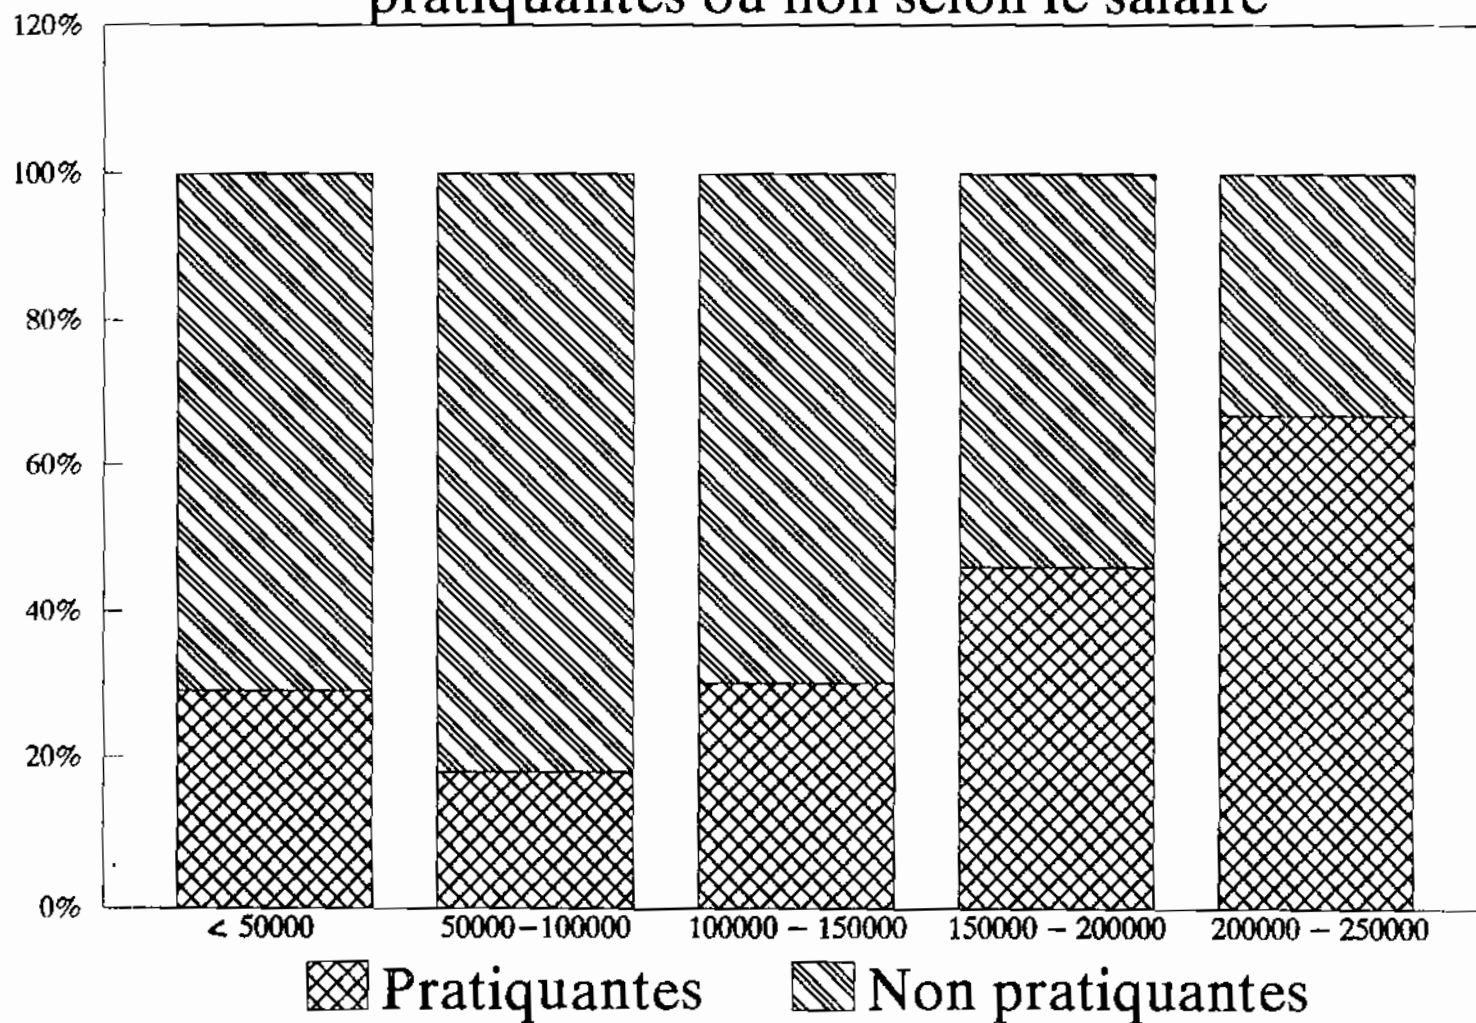 pratiquantes ou non selon le salaire
120%
100%
80%
60%
40%
20%
0%
< 50000 50000-100000 100000 - 150000 150000 - 200000 200000 - 250000
Pratiquantes Non pratiquantes